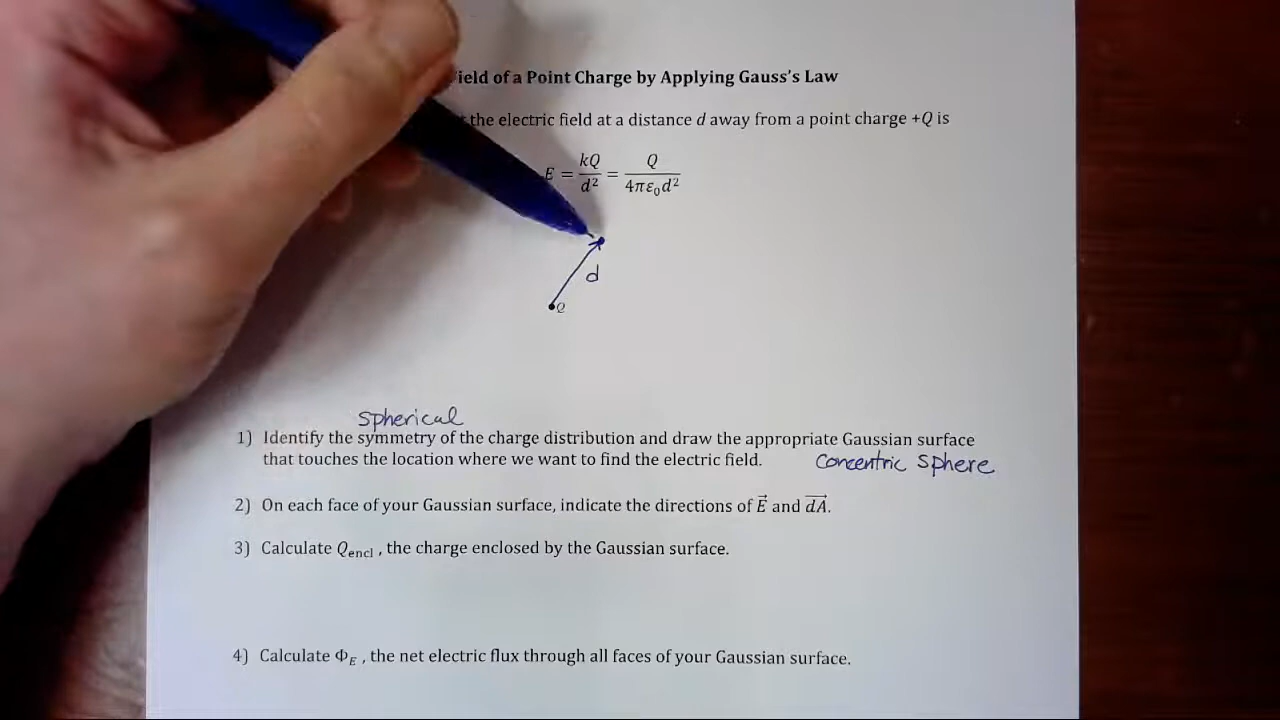 ield of a Point Charge by Applying Gauss's Law
the electric field at a distance d away from a point charge +Q is
E = kQ/d² = Q/4πε₀d²
d
Q
Spherical
1) Identify the symmetry of the charge distribution and draw the appropriate Gaussian surface
that touches the location where we want to find the electric field. Concentric Sphere
2) On each face of your Gaussian surface, indicate the directions of E⃗ and dA⃗.
3) Calculate Qencl , the charge enclosed by the Gaussian surface.
4) Calculate ΦE , the net electric flux through all faces of your Gaussian surface.